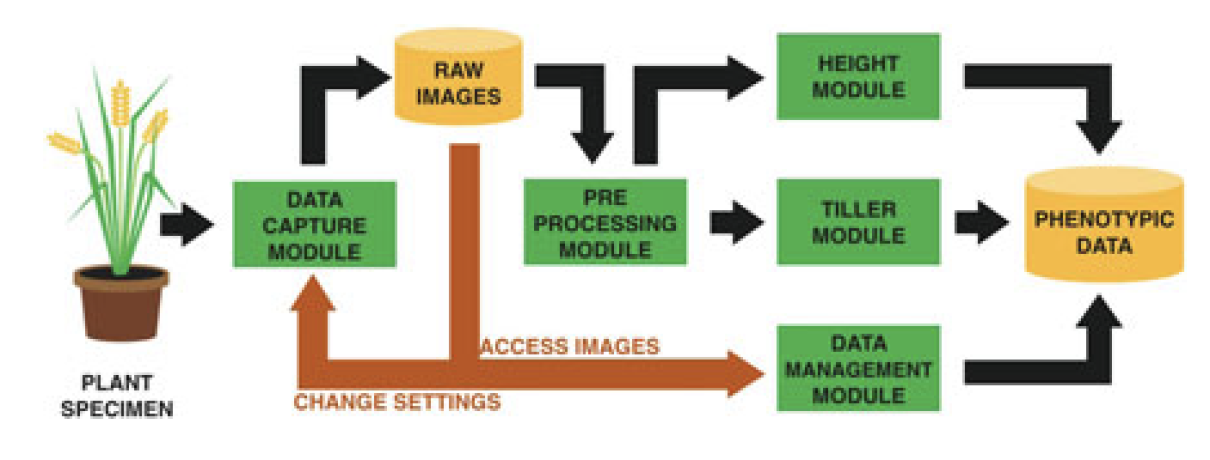 RAW
IMAGES
HEIGHT
MODULE
DATA
CAPTURE
MODULE
PRE
PROCESSING
MODULE
TILLER
MODULE
PHENOTYPIC
DATA
ACCESS IMAGES
DATA
MANAGEMENT
MODULE
CHANGE SETTINGS
PLANT
SPECIMEN